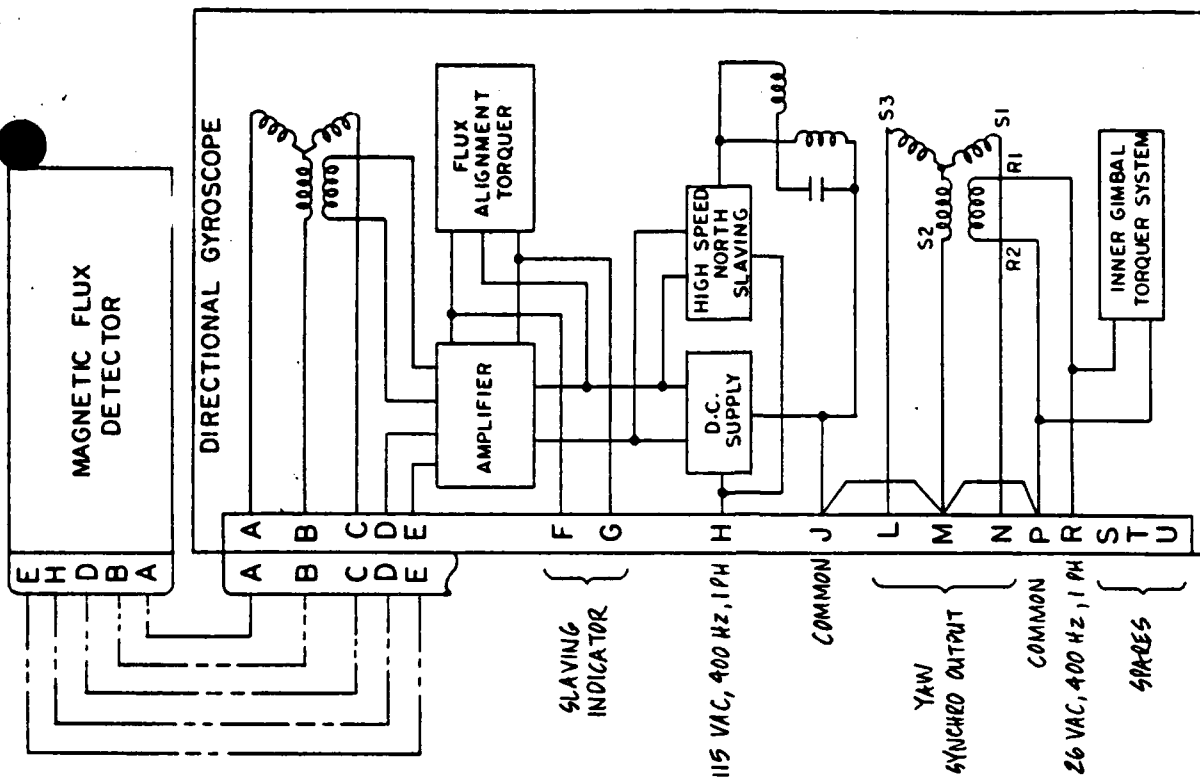 MAGNETIC FLUX
DETECTOR
E
H
D
B
A
DIRECTIONAL GYROSCOPE
A
B
C
D
E
A
B
C
D
E
F
G
H
J
L
M
N
P
R
S
T
U
AMPLIFIER
FLUX
ALIGNMENT
TORQUER
D.C.
SUPPLY
HIGH SPEED
NORTH
SLAVING
S3
S2
S1
R1
R2
INNER GIMBAL
TORQUER SYSTEM
SLAVING
INDICATOR
115 VAC, 400 Hz, 1 PH
COMMON
YAW
SYNCHRO OUTPUT
COMMON
26 VAC, 400 Hz, 1 PH
SPARES